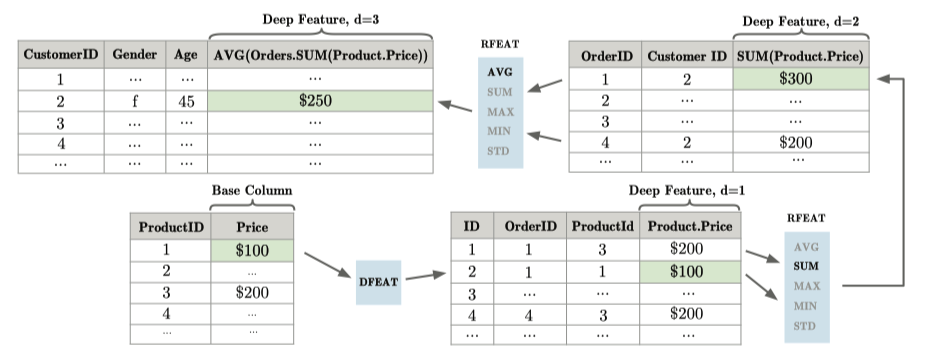 Deep Feature, d=3
CustomerID Gender Age AVG(Orders.SUM(Product.Price))
1 ... ... ...
2 f 45 $250
3 ... ... ...
4 ... ... ...
... ... ... ...
RFEAT
AVG
SUM
MAX
MIN
STD
Deep Feature, d=2
OrderID Customer ID SUM(Product.Price)
1 2 $300
2 ... ...
3 ... ...
4 2 $200
... ... ...
Base Column
ProductID Price
1 $100
2 ...
3 $200
4 ...
... ...
DFEAT
Deep Feature, d=1
ID OrderID ProductId Product.Price
1 1 3 $200
2 1 1 $100
3 ... ... ...
4 4 3 $200
... ... ... ...
RFEAT
AVG
SUM
MAX
MIN
STD